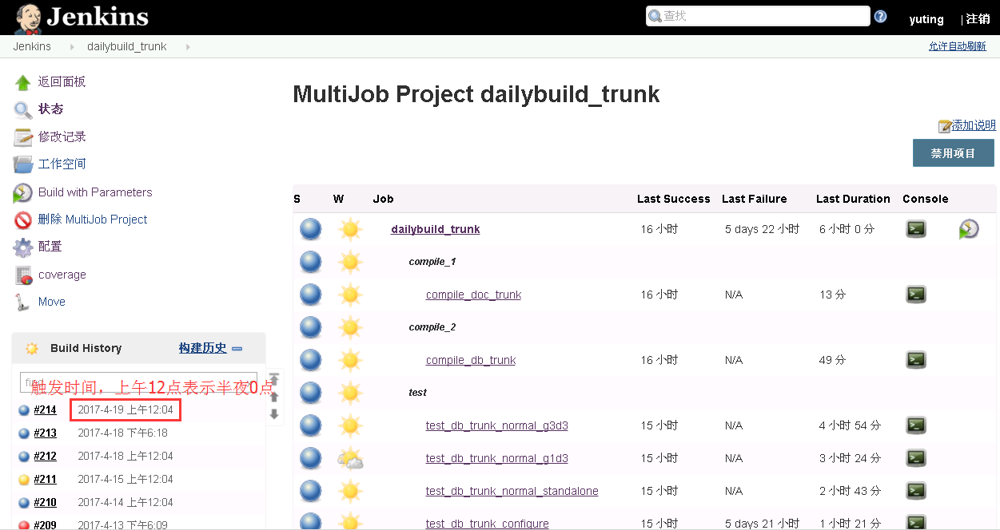 Jenkins
查找
yuting
| 注销
Jenkins
dailybuild_trunk
允许自动刷新
返回面板
状态
修改记录
工作空间
Build with Parameters
删除 MultiJob Project
配置
coverage
Move
Build History 构建历史
find
触发时间，上午12点表示半夜0点
#214 2017-4-19 上午12:04
#213 2017-4-18 下午6:18
#212 2017-4-18 上午12:04
#211 2017-4-15 上午12:04
#210 2017-4-14 上午12:04
#209 2017-4-13 下午6:09
MultiJob Project dailybuild_trunk
添加说明
禁用项目
S W Job Last Success Last Failure Last Duration Console
dailybuild_trunk 16 小时 5 days 22 小时 6 小时 0 分
compile_1
compile_doc_trunk 16 小时 N/A 13 分
compile_2
compile_db_trunk 16 小时 N/A 49 分
test
test_db_trunk_normal_g3d3 15 小时 N/A 4 小时 54 分
test_db_trunk_normal_g1d3 15 小时 N/A 3 小时 24 分
test_db_trunk_normal_standalone 15 小时 N/A 2 小时 43 分
test_db_trunk_configure 15 小时 5 days 21 小时 1 小时 21 分